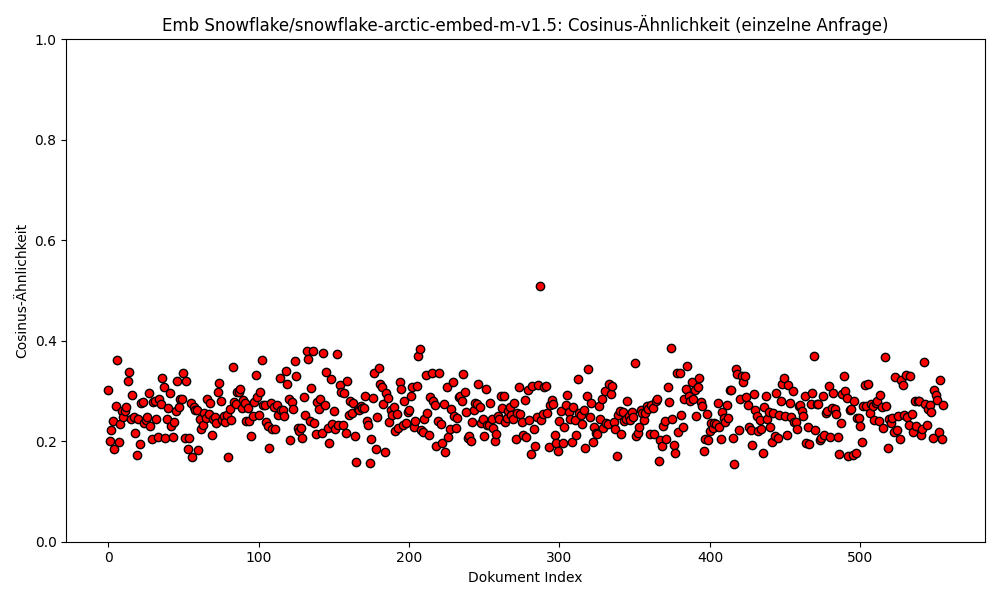 Emb Snowflake/snowflake-arctic-embed-m-v1.5: Cosinus-Ähnlichkeit (einzelne Anfrage)
1.0
0.8
0.6
0.4
0.2
0.0
Cosinus-Ähnlichkeit
0 100 200 300 400 500
Dokument Index